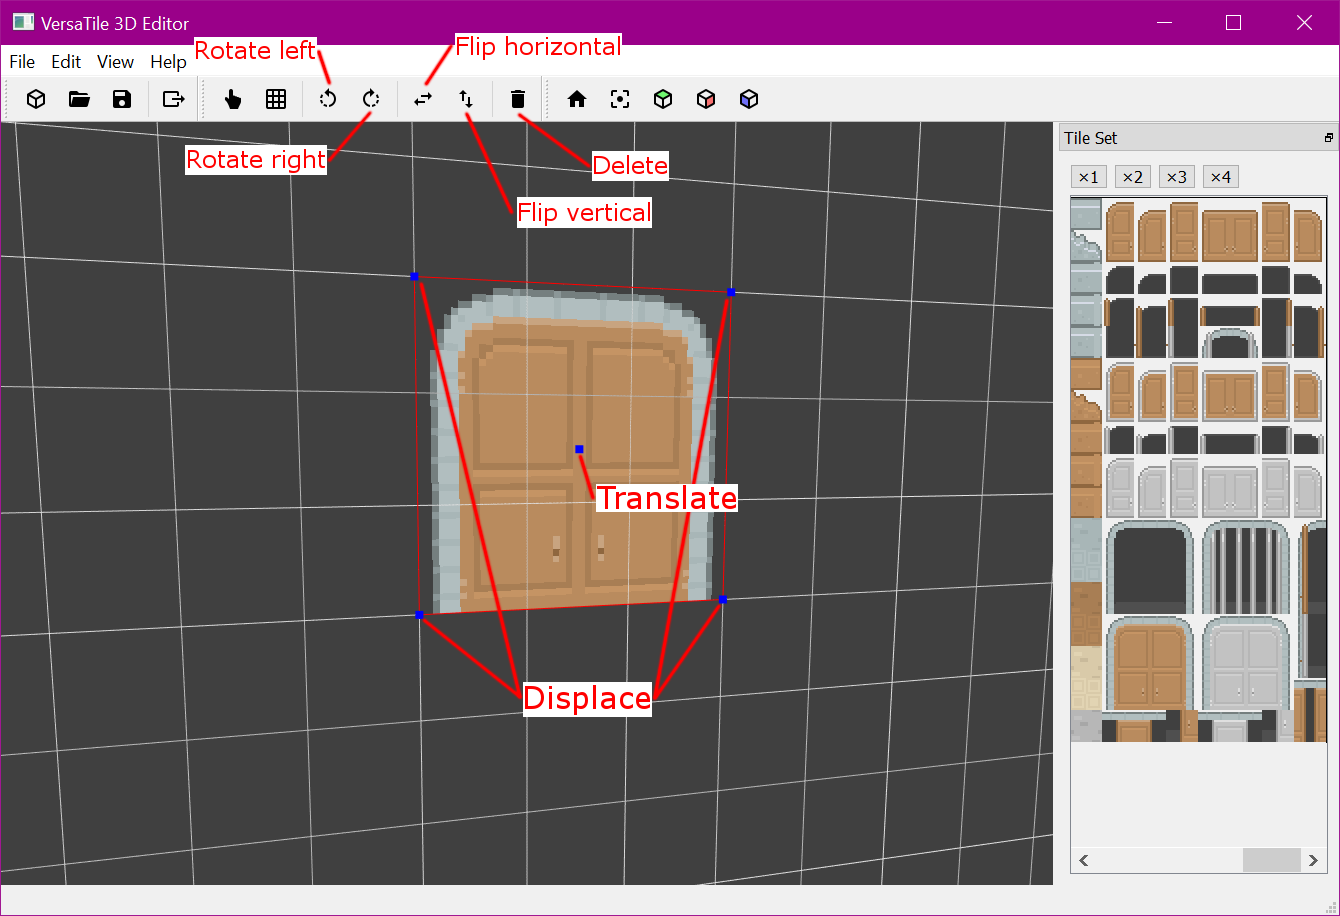 VersaTile 3D Editor
File Edit View Help
Rotate left
Flip horizontal
Rotate right
Delete
Flip vertical
Tile Set
×1 ×2 ×3 ×4
Translate
Displace